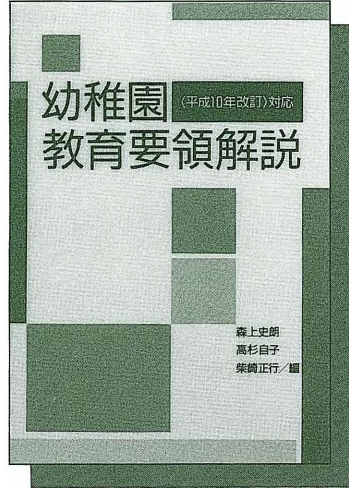 幼稚園
〈平成10年改訂〉対応
教育要領解説
森上史朗
高杉自子
柴崎正行／編